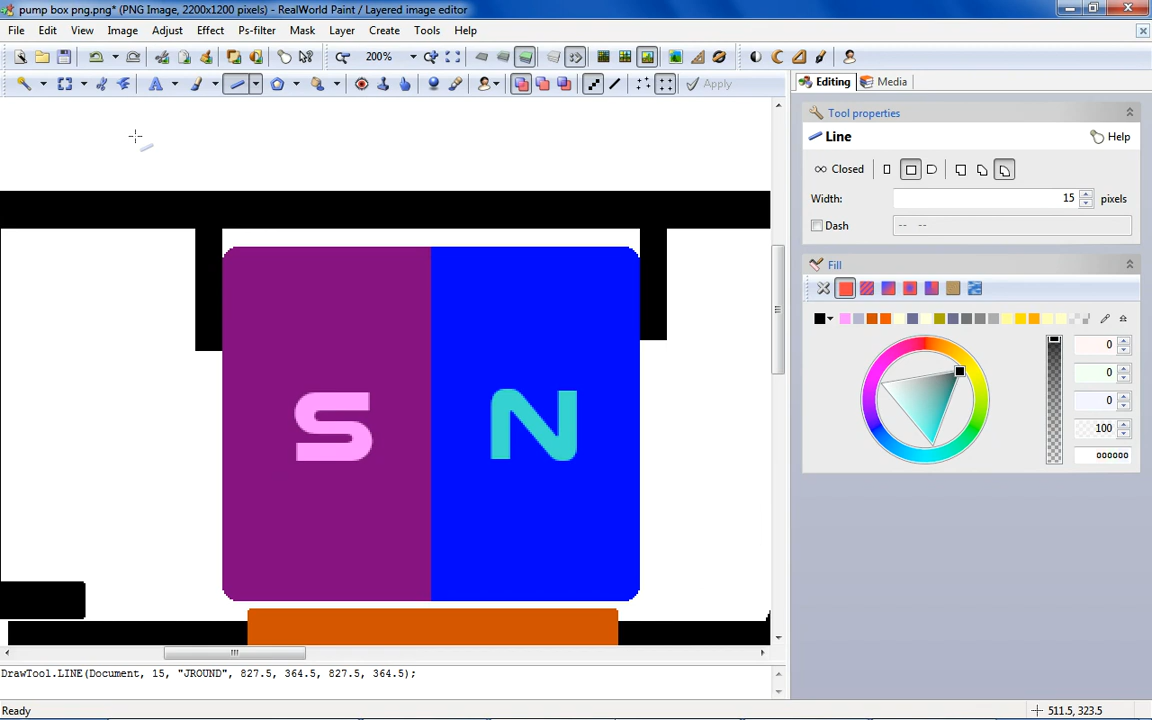 pump box png.png* (PNG Image, 2200x1200 pixels) - RealWorld Paint / Layered image editor
File Edit View Image Adjust Effect Ps-filter Mask Layer Create Tools Help
200%
Apply
Editing Media
Tool properties
Line Help
Closed
Width: 15 pixels
Dash
Fill
0
0
0
100
000000
S N
DrawTool.LINE(Document, 15, "JROUND", 827.5, 364.5, 827.5, 364.5);
Ready 511.5, 323.5